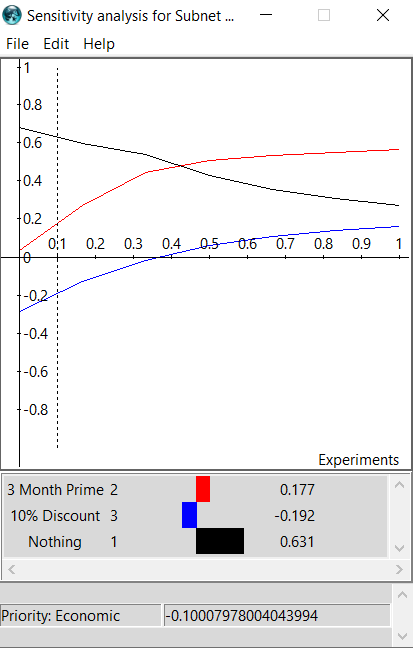 Sensitivity analysis for Subnet ...
File Edit Help
1
0.8
0.6
0.4
0.2
0.1 0.2 0.3 0.4 0.5 0.6 0.7 0.8 0.9 1
0
-0.2
-0.4
-0.6
-0.8
Experiments
3 Month Prime 2 0.177
10% Discount 3 -0.192
Nothing 1 0.631
Priority: Economic -0.10007978004043994